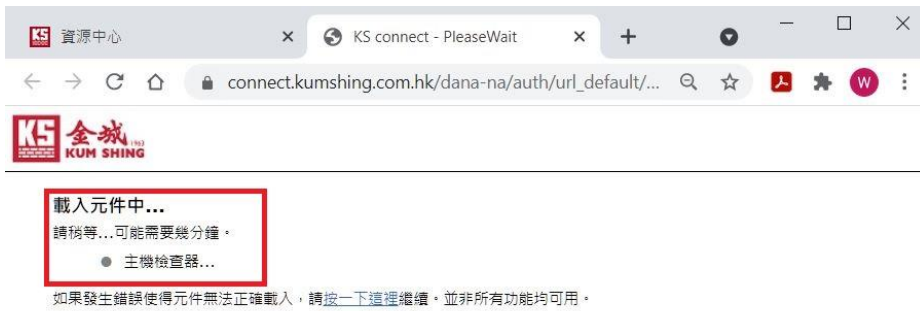 KS 資源中心
KS connect - PleaseWait
connect.kumshing.com.hk/dana-na/auth/url_default/...
W
KS 金城 1963
KUM SHING
載入元件中...
請稍等...可能需要幾分鐘。
主機檢查器...
如果發生錯誤使得元件無法正確載入，請按一下這裡繼續。並非所有功能均可用。